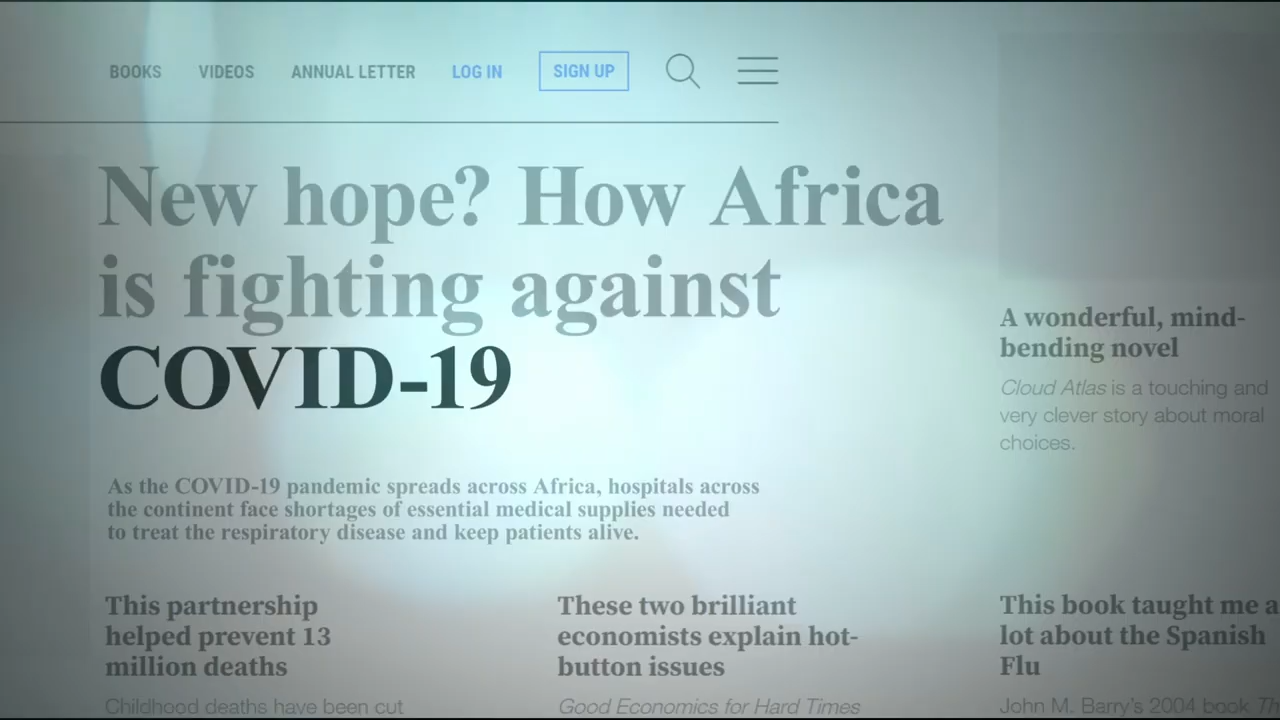 BOOKS VIDEOS ANNUAL LETTER LOG IN SIGN UP
New hope? How Africa
is fighting against
COVID-19
As the COVID-19 pandemic spreads across Africa, hospitals across
the continent face shortages of essential medical supplies needed
to treat the respiratory disease and keep patients alive.
A wonderful, mind-
bending novel
Cloud Atlas is a touching and
very clever story about moral
choices.
This partnership
helped prevent 13
million deaths
Childhood deaths have been cut
These two brilliant
economists explain hot-
button issues
Good Economics for Hard Times
This book taught me a
lot about the Spanish
Flu
John M. Barry's 2004 book